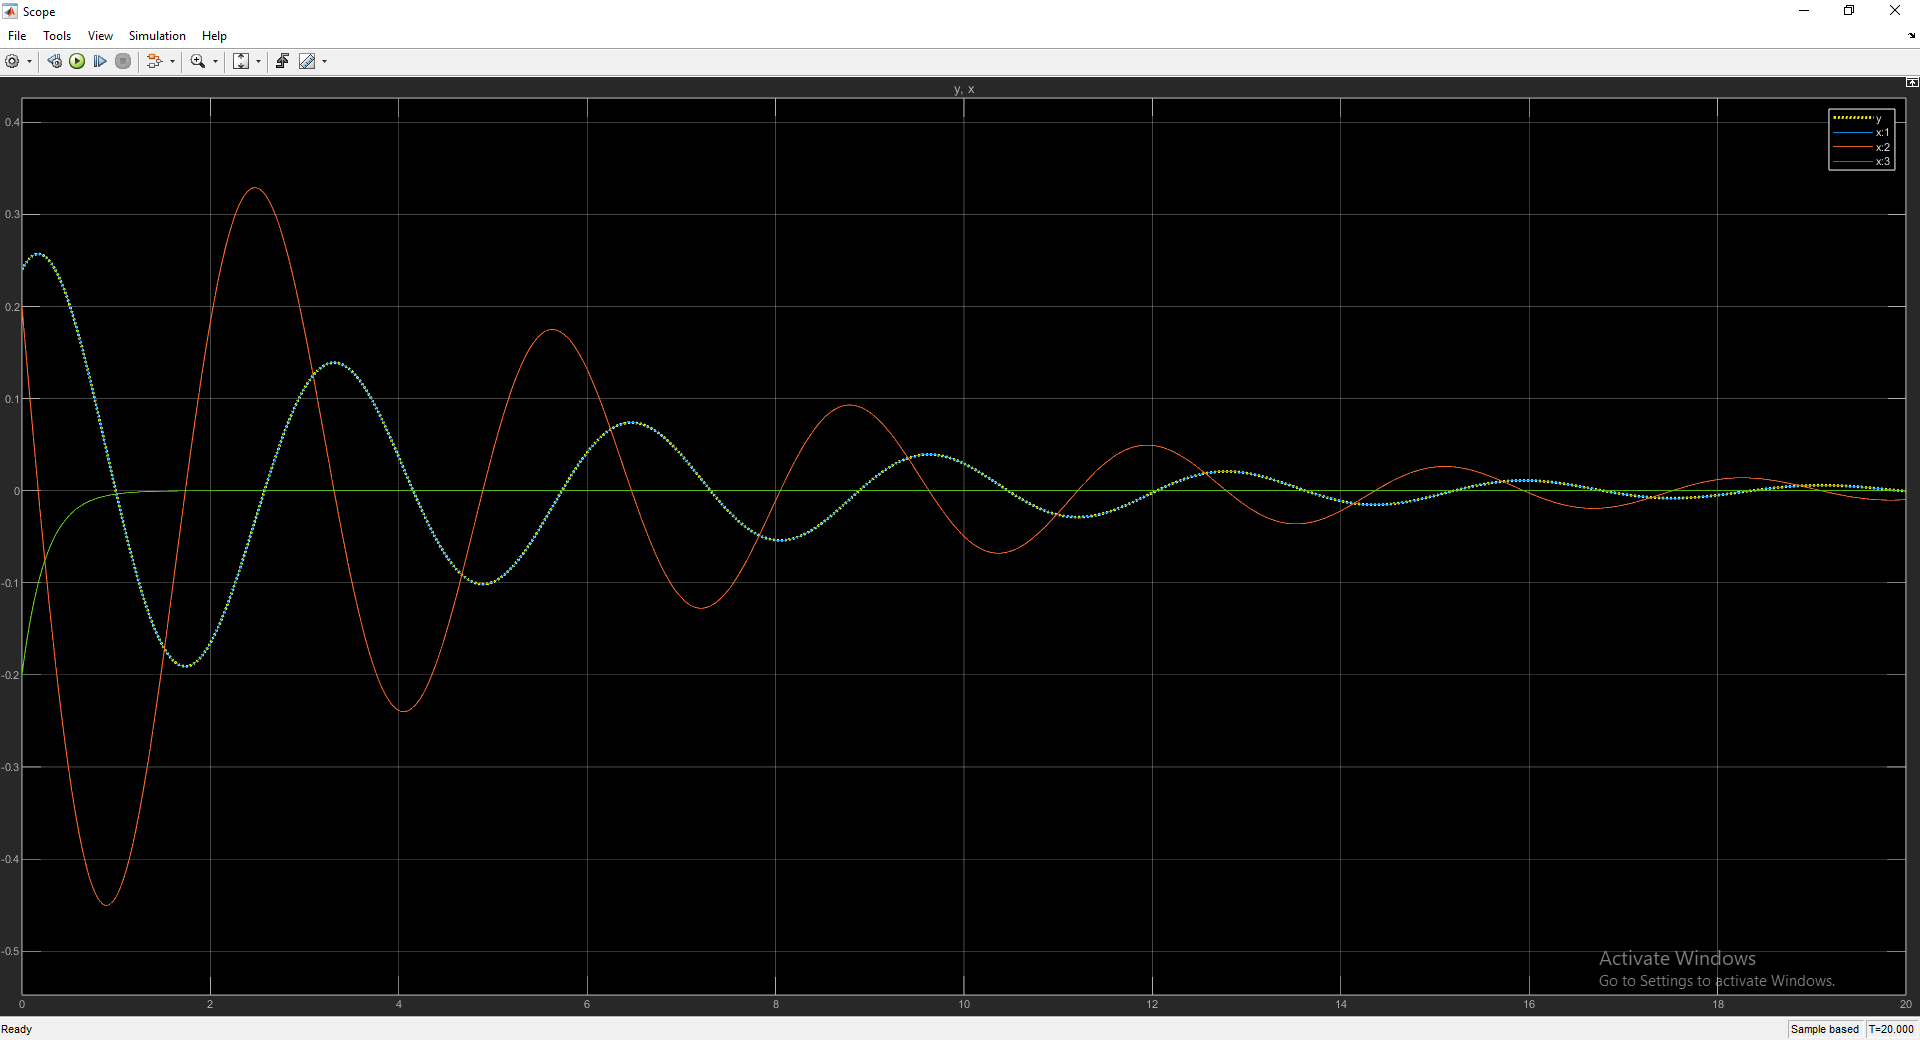 Scope
File Tools View Simulation Help
y, x
y
x:1
x:2
x:3
0.4
0.3
0.2
0.1
0
-0.1
-0.2
-0.3
-0.4
-0.5
Activate Windows
Go to Settings to activate Windows.
0 2 4 6 8 10 12 14 16 18 20
Ready Sample based T=20.000